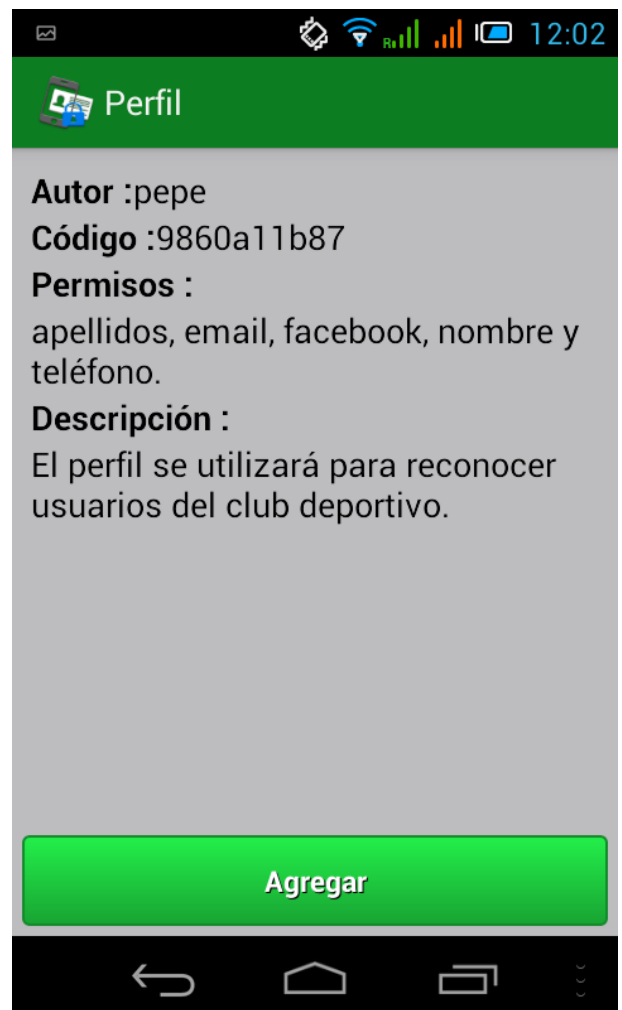 R 12:02
Perfil
Autor :pepe
Código :9860a11b87
Permisos :
apellidos, email, facebook, nombre y
teléfono.
Descripción :
El perfil se utilizará para reconocer
usuarios del club deportivo.
Agregar